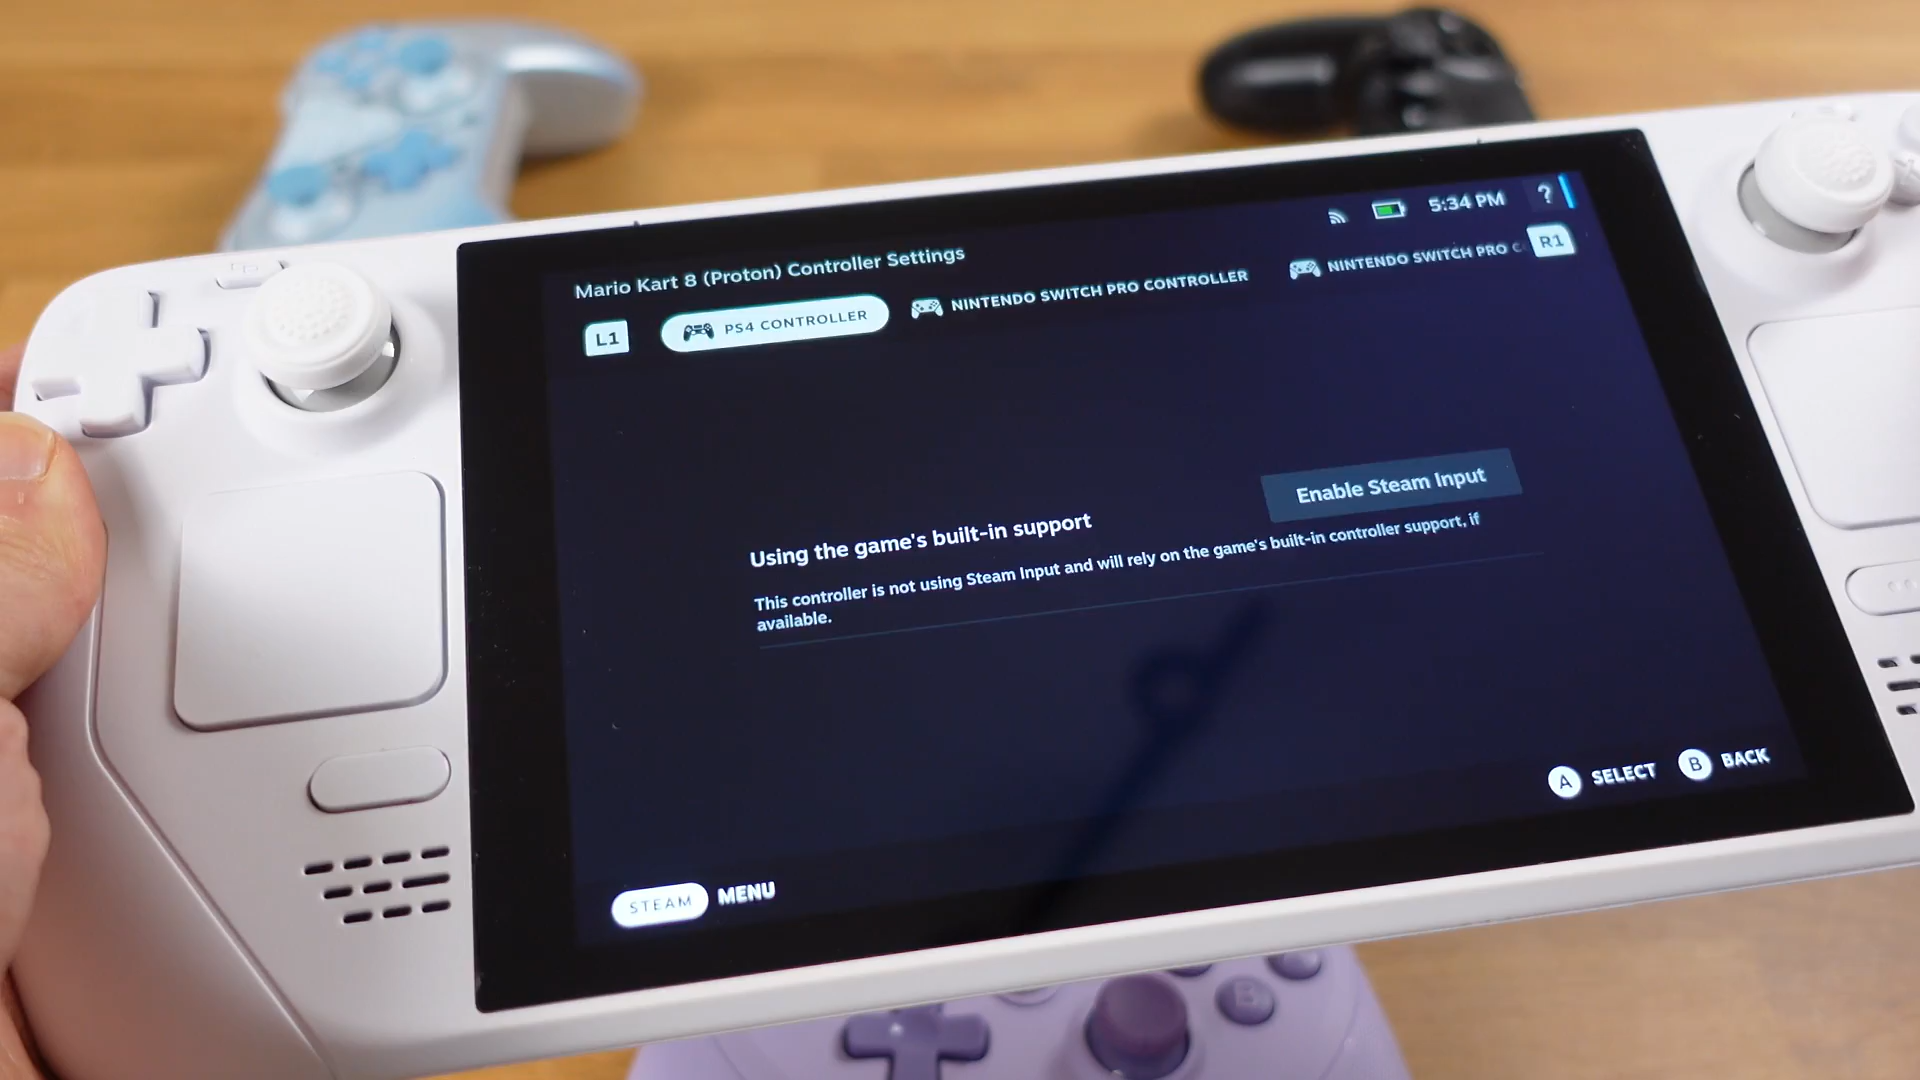 5:34 PM ?
Mario Kart 8 (Proton) Controller Settings
L1 PS4 CONTROLLER NINTENDO SWITCH PRO CONTROLLER NINTENDO SWITCH PRO C R1
Enable Steam Input
Using the game's built-in support
This controller is not using Steam Input and will rely on the game's built-in controller support, if
available.
A SELECT B BACK
STEAM MENU
B